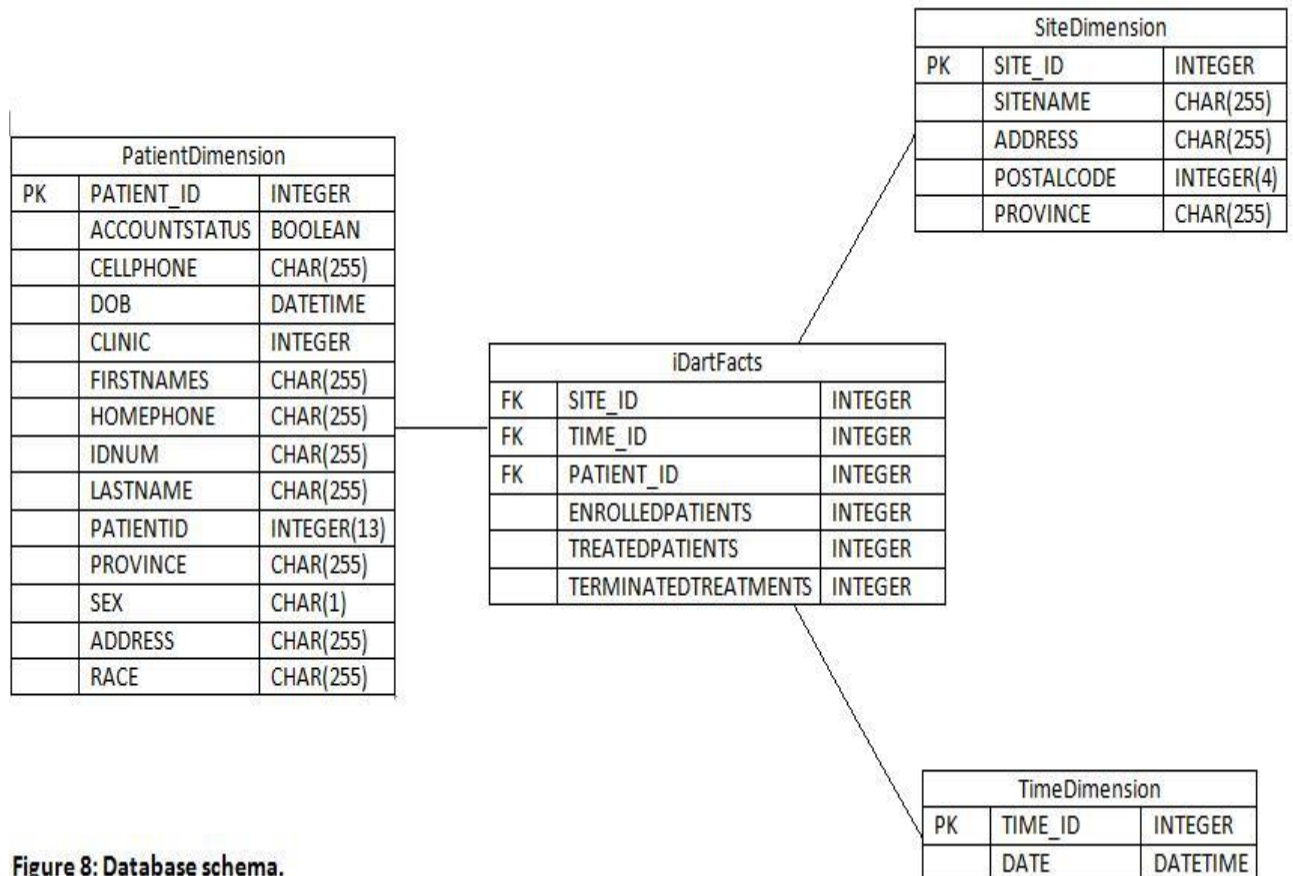 SiteDimension
PK SITE_ID INTEGER
SITENAME CHAR(255)
ADDRESS CHAR(255)
POSTALCODE INTEGER(4)
PROVINCE CHAR(255)
PatientDimension
PK PATIENT_ID INTEGER
ACCOUNTSTATUS BOOLEAN
CELLPHONE CHAR(255)
DOB DATETIME
CLINIC INTEGER
FIRSTNAMES CHAR(255)
HOMEPHONE CHAR(255)
IDNUM CHAR(255)
LASTNAME CHAR(255)
PATIENTID INTEGER(13)
PROVINCE CHAR(255)
SEX CHAR(1)
ADDRESS CHAR(255)
RACE CHAR(255)
iDartFacts
FK SITE_ID INTEGER
FK TIME_ID INTEGER
FK PATIENT_ID INTEGER
ENROLLEDPATIENTS INTEGER
TREATEDPATIENTS INTEGER
TERMINATEDTREATMENTS INTEGER
TimeDimension
PK TIME_ID INTEGER
DATE DATETIME
Figure 8: Database schema.